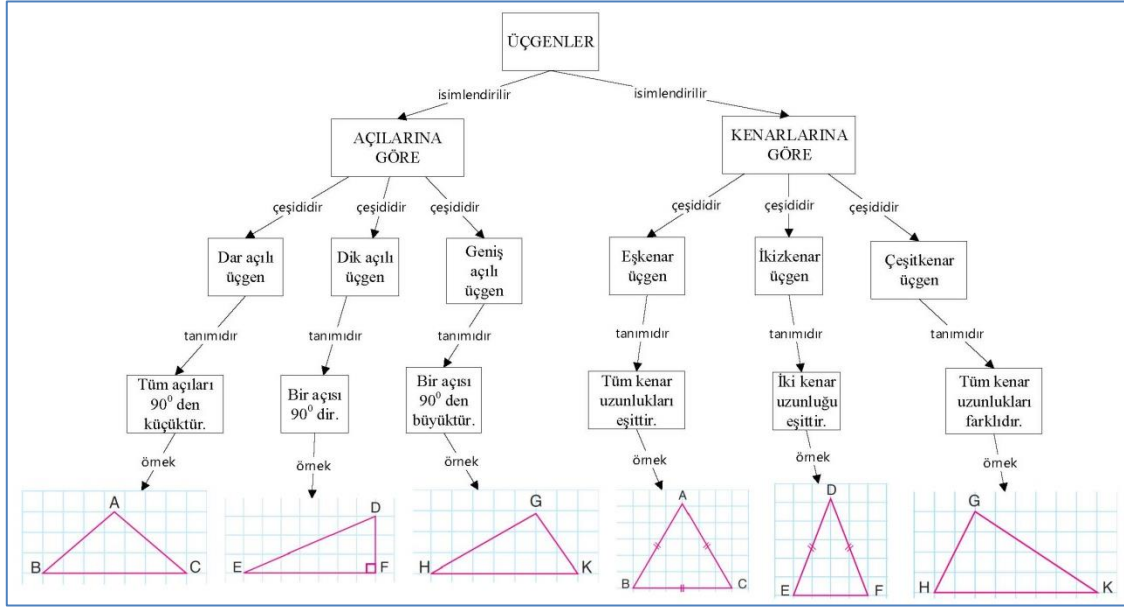 ÜÇGENLER
isimlendirilir
isimlendirilir
AÇILARINA
GÖRE
KENARLARINA
GÖRE
çeşididir
çeşididir
çeşididir
çeşididir
çeşididir
çeşididir
Dar açılı
üçgen
Dik açılı
üçgen
Geniş
açılı
üçgen
Eşkenar
üçgen
İkizkenar
üçgen
Çeşitkenar
üçgen
tanımıdır
tanımıdır
tanımıdır
tanımıdır
tanımıdır
tanımıdır
Tüm açıları
90⁰ den
küçüktür.
Bir açısı
90⁰ dir.
Bir açısı
90⁰ den
büyüktür.
Tüm kenar
uzunlukları
eşittir.
İki kenar
uzunluğu
eşittir.
Tüm kenar
uzunlukları
farklıdır.
örnek
örnek
örnek
örnek
örnek
örnek
A
B
C
D
E
F
G
H
K
A
B
C
D
E
F
G
H
K